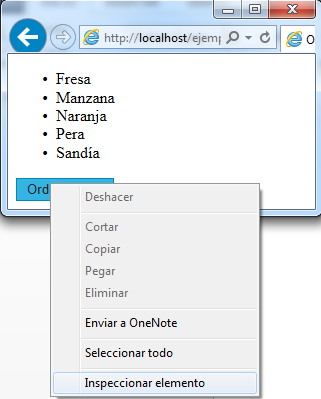 http://localhost/ejemp
Fresa
Manzana
Naranja
Pera
Sandía
Ord
Deshacer
Cortar
Copiar
Pegar
Eliminar
Enviar a OneNote
Seleccionar todo
Inspeccionar elemento